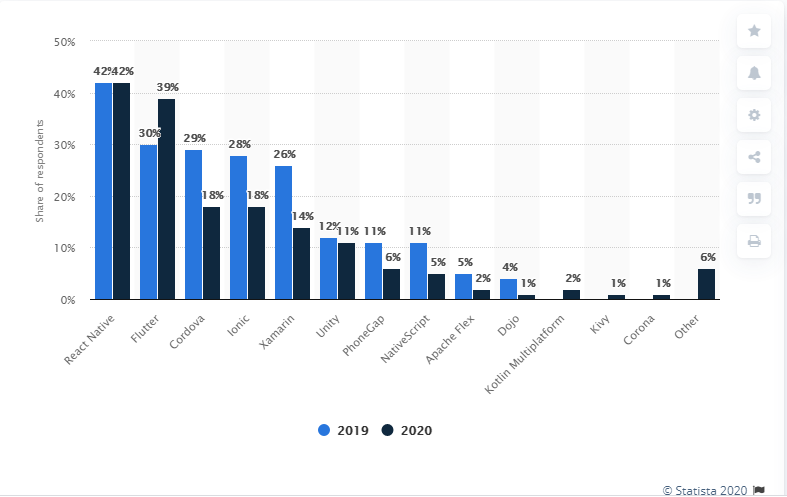 50%
42%
42%
39%
40%
30%
29%
28%
26%
30%
Share of respondents
20%
18%
18%
14%
12%
11%
11%
11%
10%
6%
5%
5%
2%
4%
1%
2%
1%
1%
6%
0%
React Native
Flutter
Cordova
Ionic
Xamarin
Unity
PhoneGap
NativeScript
Apache Flex
Dojo
Kotlin Multiplatform
Kivy
Corona
Other
2019 2020
© Statista 2020